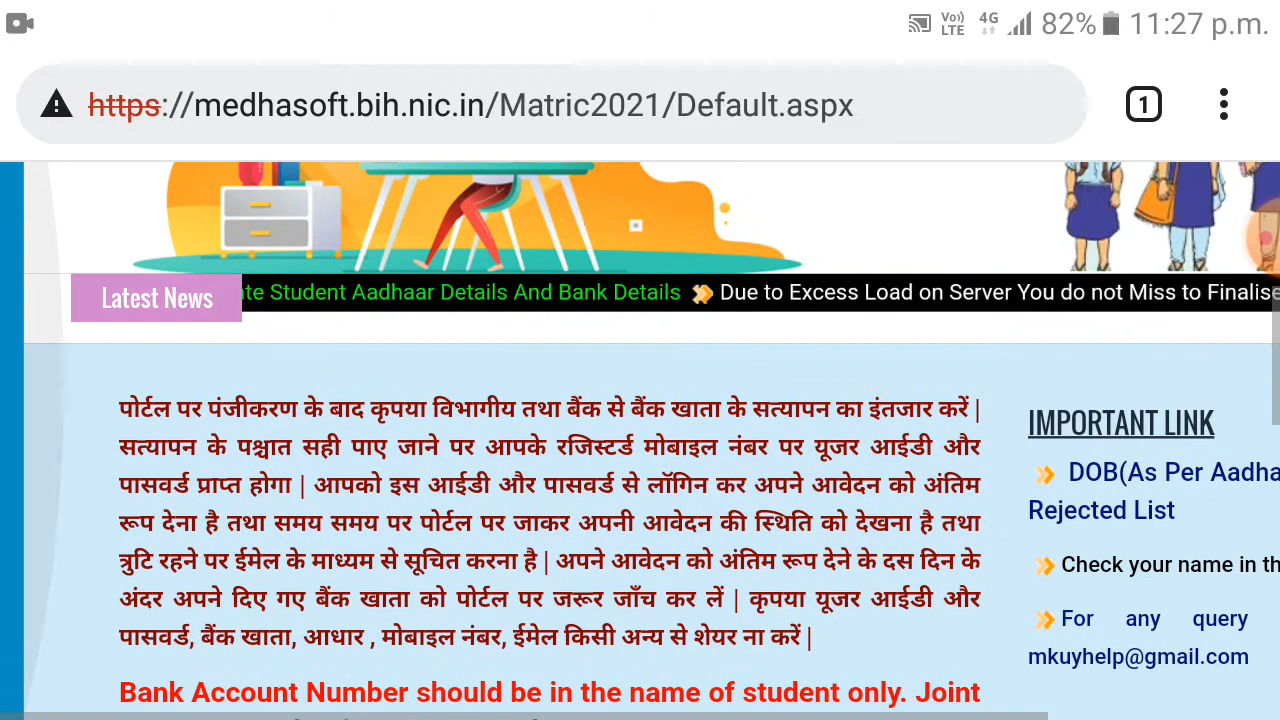 Vo)) LTE 4G 82% 11:27 p.m.
https://medhasoft.bih.nic.in/Matric2021/Default.aspx
1
Latest News
Student Aadhaar Details And Bank Details Due to Excess Load on Server You do not Miss to Finalise
पोर्टल पर पंजीकरण के बाद कृपया विभागीय तथा बैंक से बैंक खाता के सत्यापन का इंतजार करें |
सत्यापन के पश्चात सही पाए जाने पर आपके रजिस्टर्ड मोबाइल नंबर पर यूजर आईडी और
पासवर्ड प्राप्त होगा | आपको इस आईडी और पासवर्ड से लॉगिन कर अपने आवेदन को अंतिम
रूप देना है तथा समय समय पर पोर्टल पर जाकर अपनी आवेदन की स्थिति को देखना है तथा
त्रुटि रहने पर ईमेल के माध्यम से सूचित करना है | अपने आवेदन को अंतिम रूप देने के दस दिन के
अंदर अपने दिए गए बैंक खाता को पोर्टल पर जरूर जाँच कर लें | कृपया यूजर आईडी और
पासवर्ड, बैंक खाता, आधार , मोबाइल नंबर, ईमेल किसी अन्य से शेयर ना करें |
Bank Account Number should be in the name of student only. Joint
IMPORTANT LINK
DOB(As Per Aadha
Rejected List
Check your name in th
For any query
mkuyhelp@gmail.com